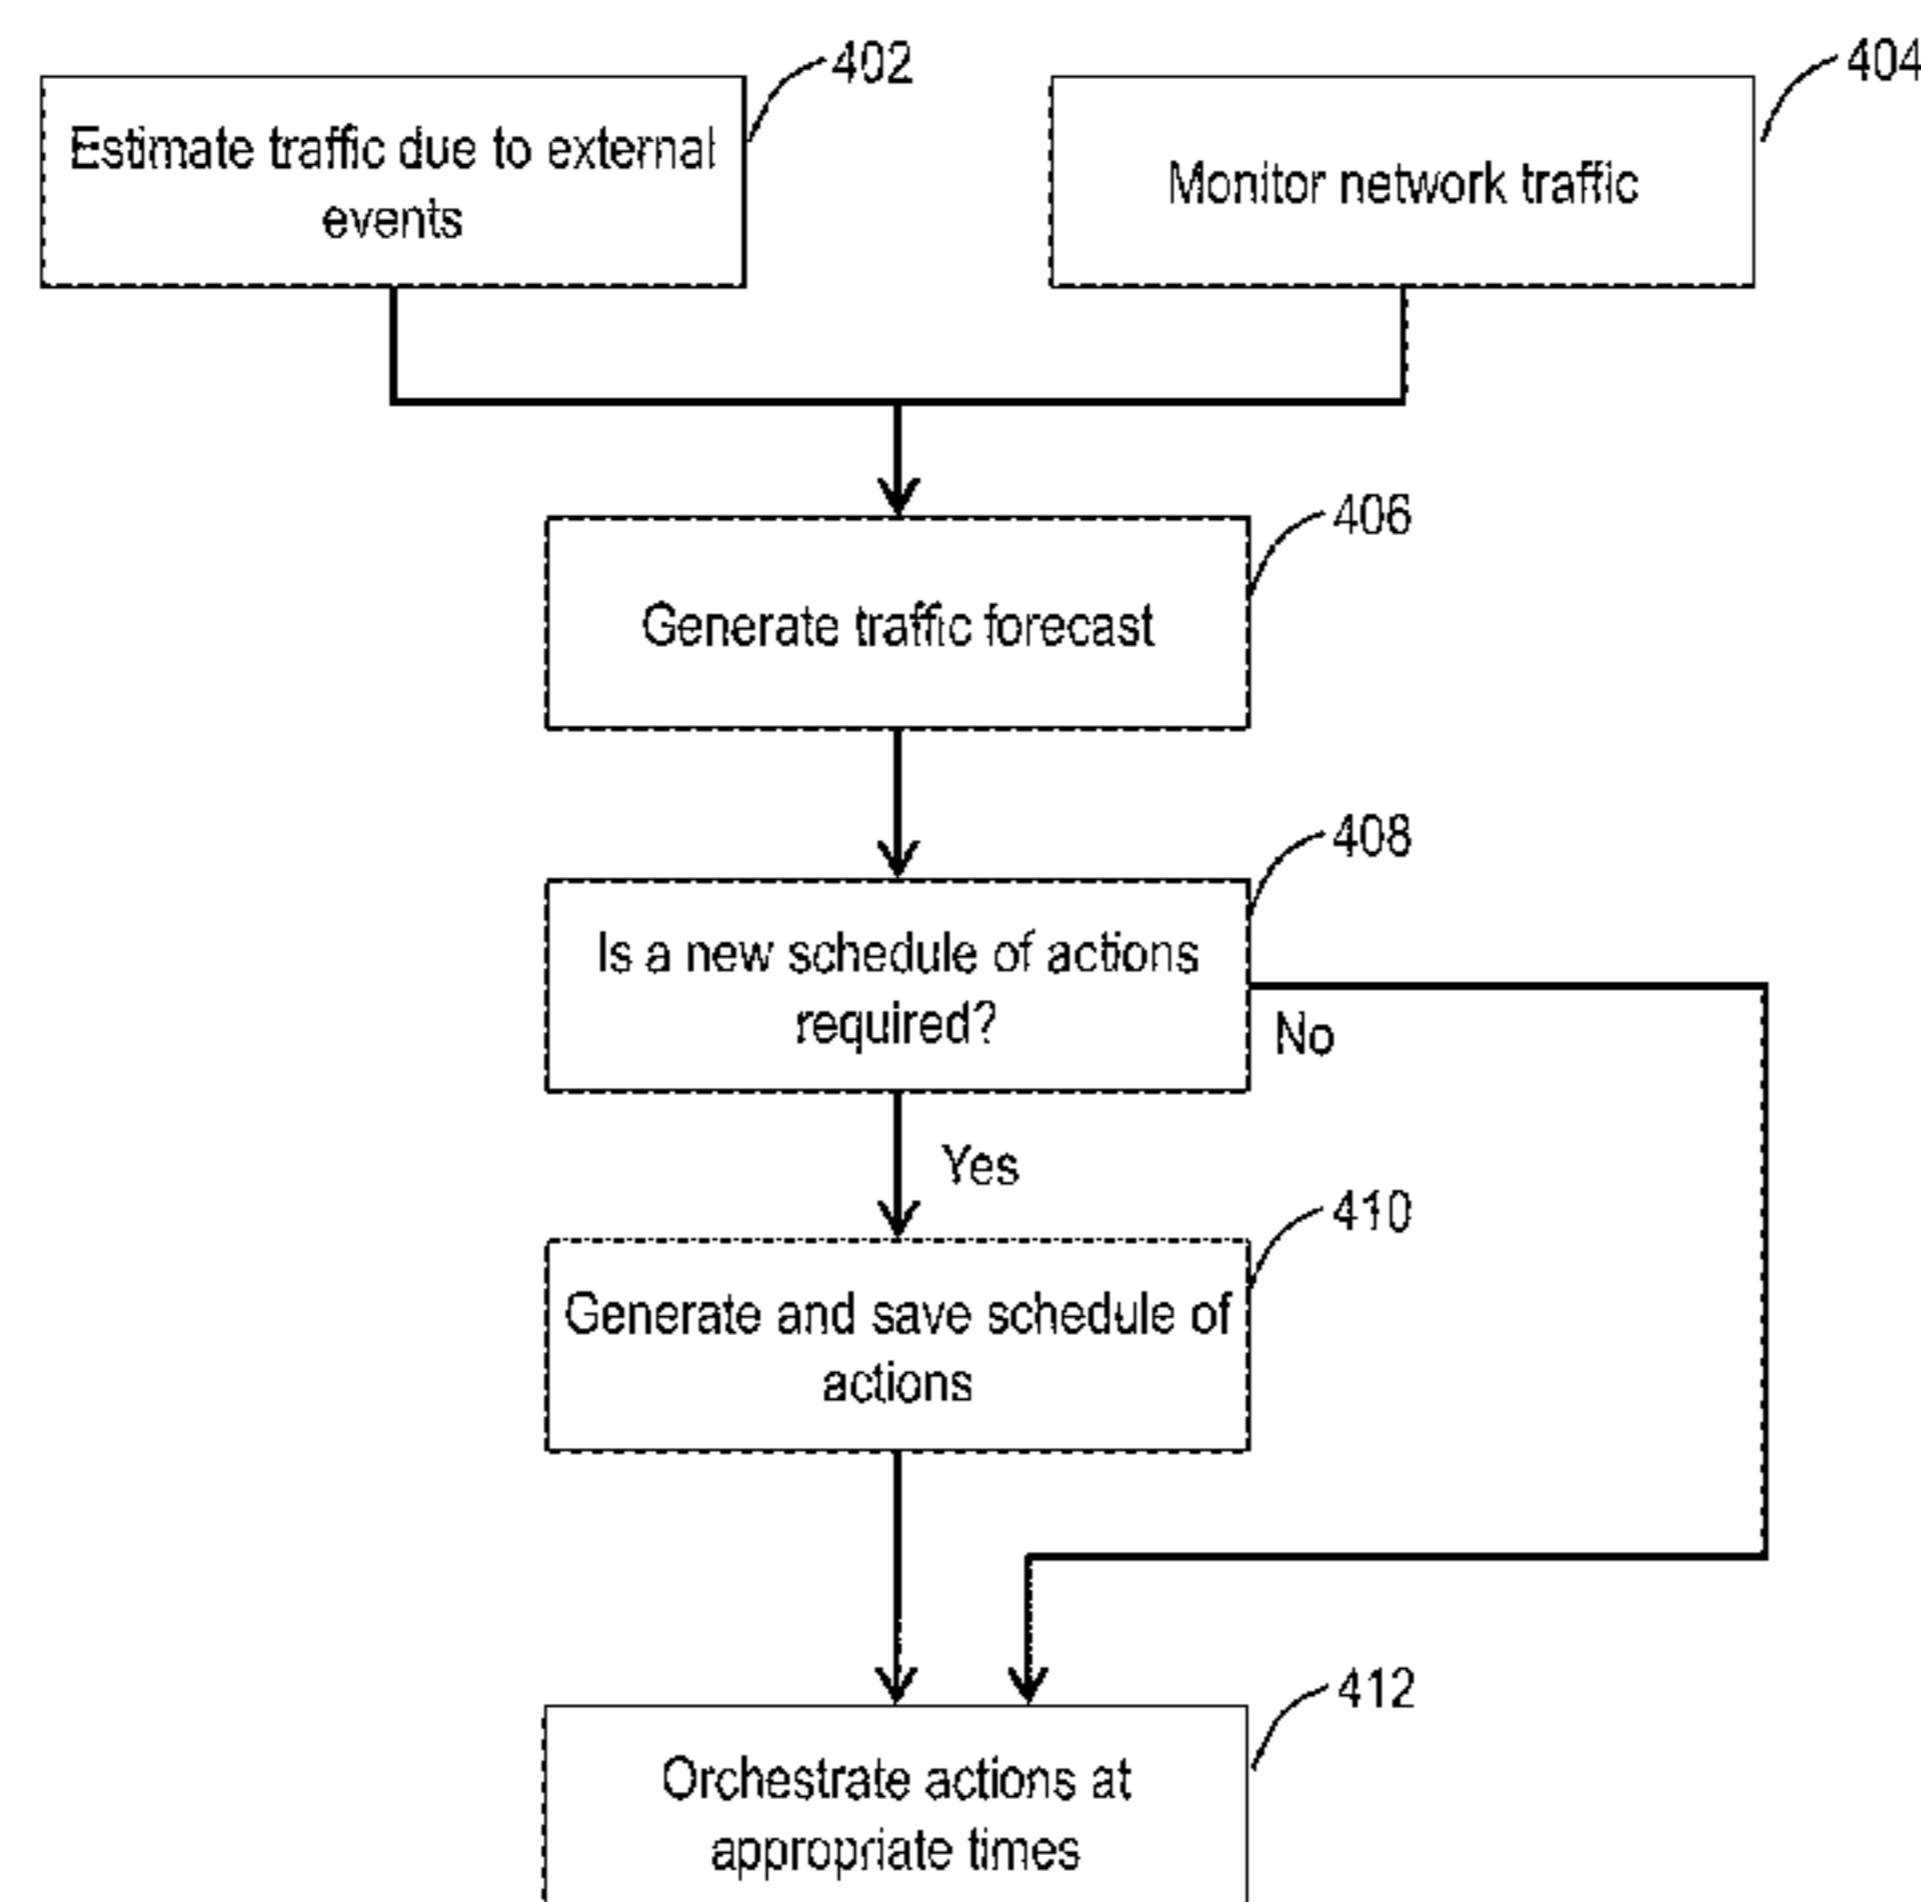 402
404
Estimate traffic due to external
events
Monitor network traffic
406
Generate traffic forecast
408
Is a new schedule of actions
required?
No
Yes
410
Generate and save schedule of
actions
412
Orchestrate actions at
appropriate times